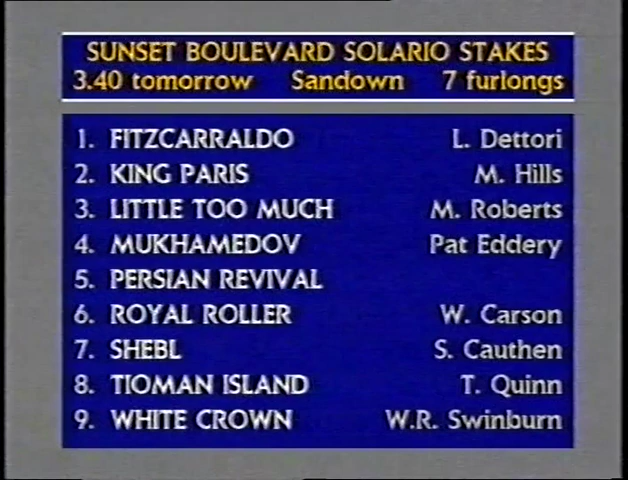 SUNSET BOULEVARD SOLARIO STAKES
3.40 tomorrow Sandown 7 furlongs
1. FITZCARRALDO L. Dettori
2. KING PARIS M. Hills
3. LITTLE TOO MUCH M. Roberts
4. MUKHAMEDOV Pat Eddery
5. PERSIAN REVIVAL
6. ROYAL ROLLER W. Carson
7. SHEBL S. Cauthen
8. TIOMAN ISLAND T. Quinn
9. WHITE CROWN W.R. Swinburn